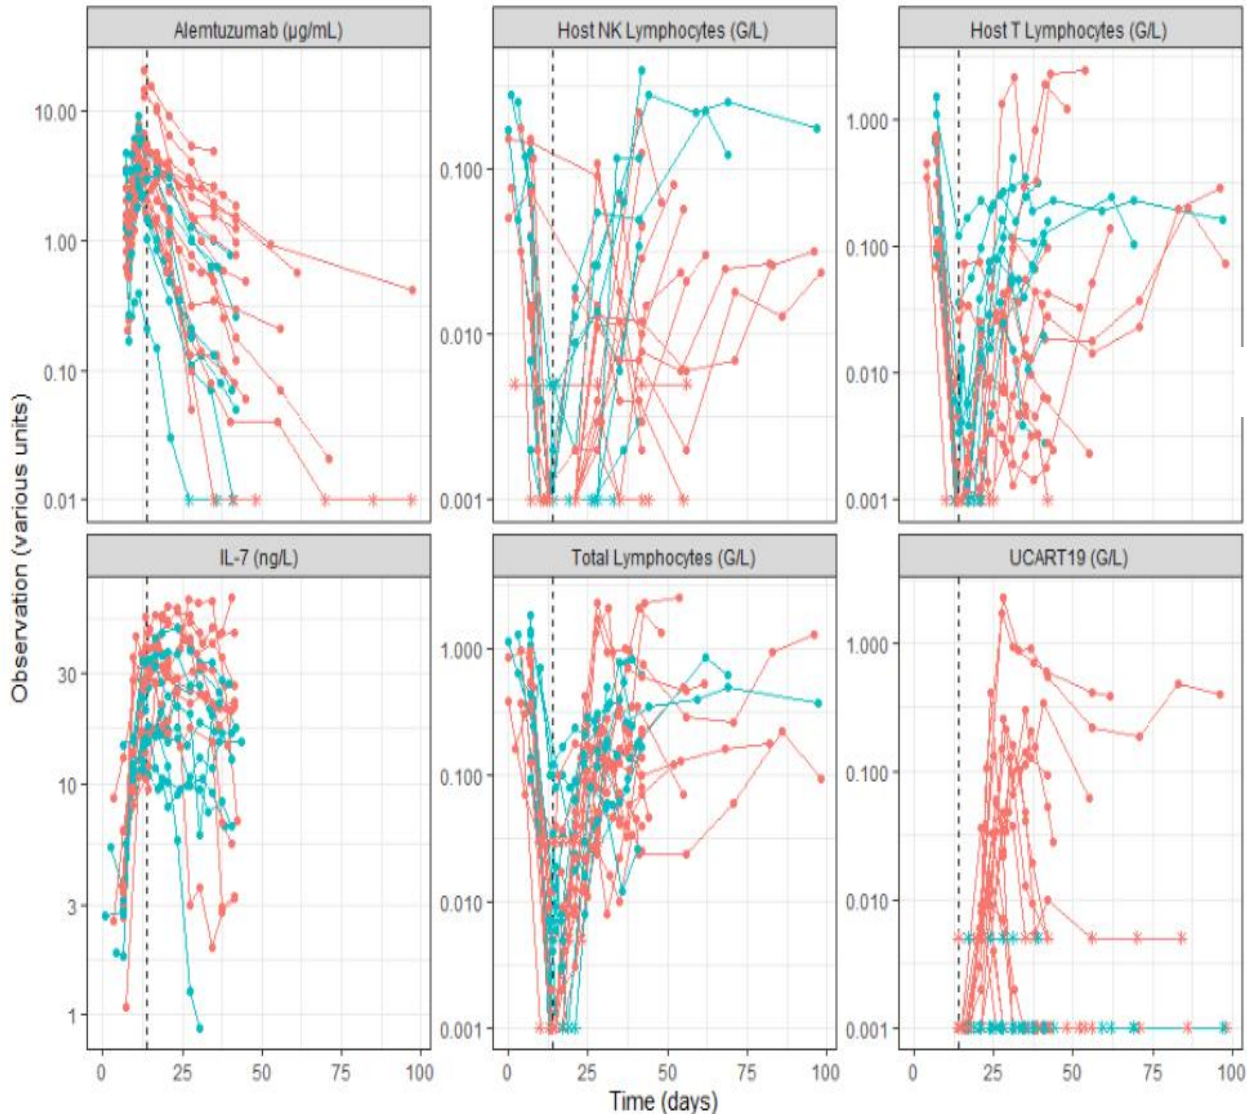 Alemtuzumab (µg/mL)
Host NK Lymphocytes (G/L)
Host T Lymphocytes (G/L)
10.00
1.00
0.10
0.01
0.100
0.010
0.001
1.000
0.100
0.010
0.001
IL-7 (ng/L)
Total Lymphocytes (G/L)
UCART19 (G/L)
30
10
3
1
1.000
0.100
0.010
0.001
1.000
0.100
0.010
0.001
0 25 50 75 100
0 25 50 75 100
0 25 50 75 100
Time (days)
Observation (various units)